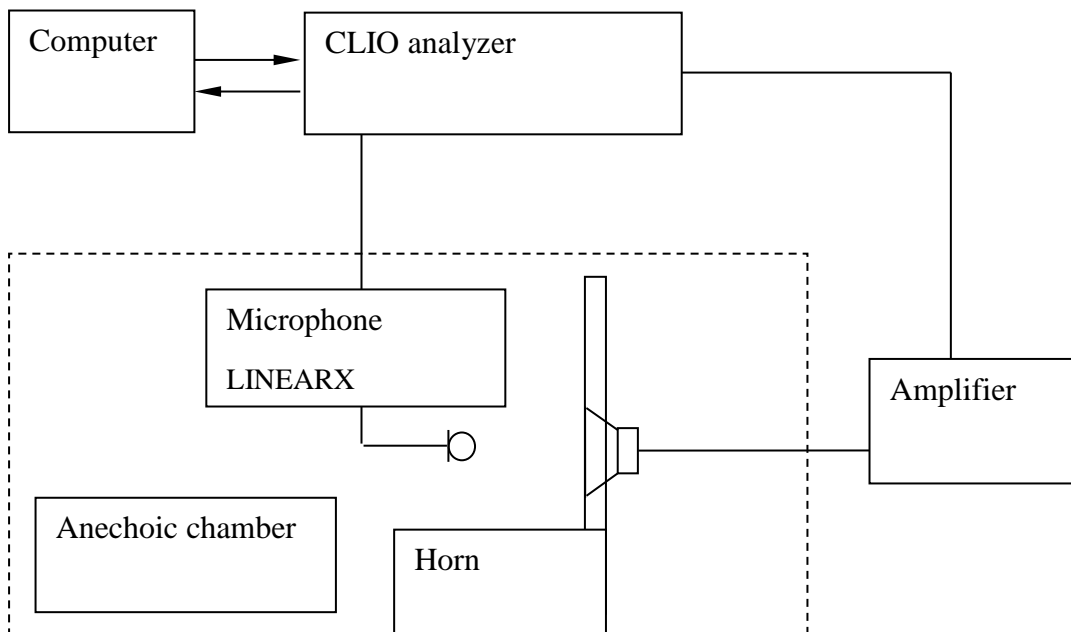 Computer
CLIO analyzer
Microphone
LINEARX
Amplifier
Anechoic chamber
Horn